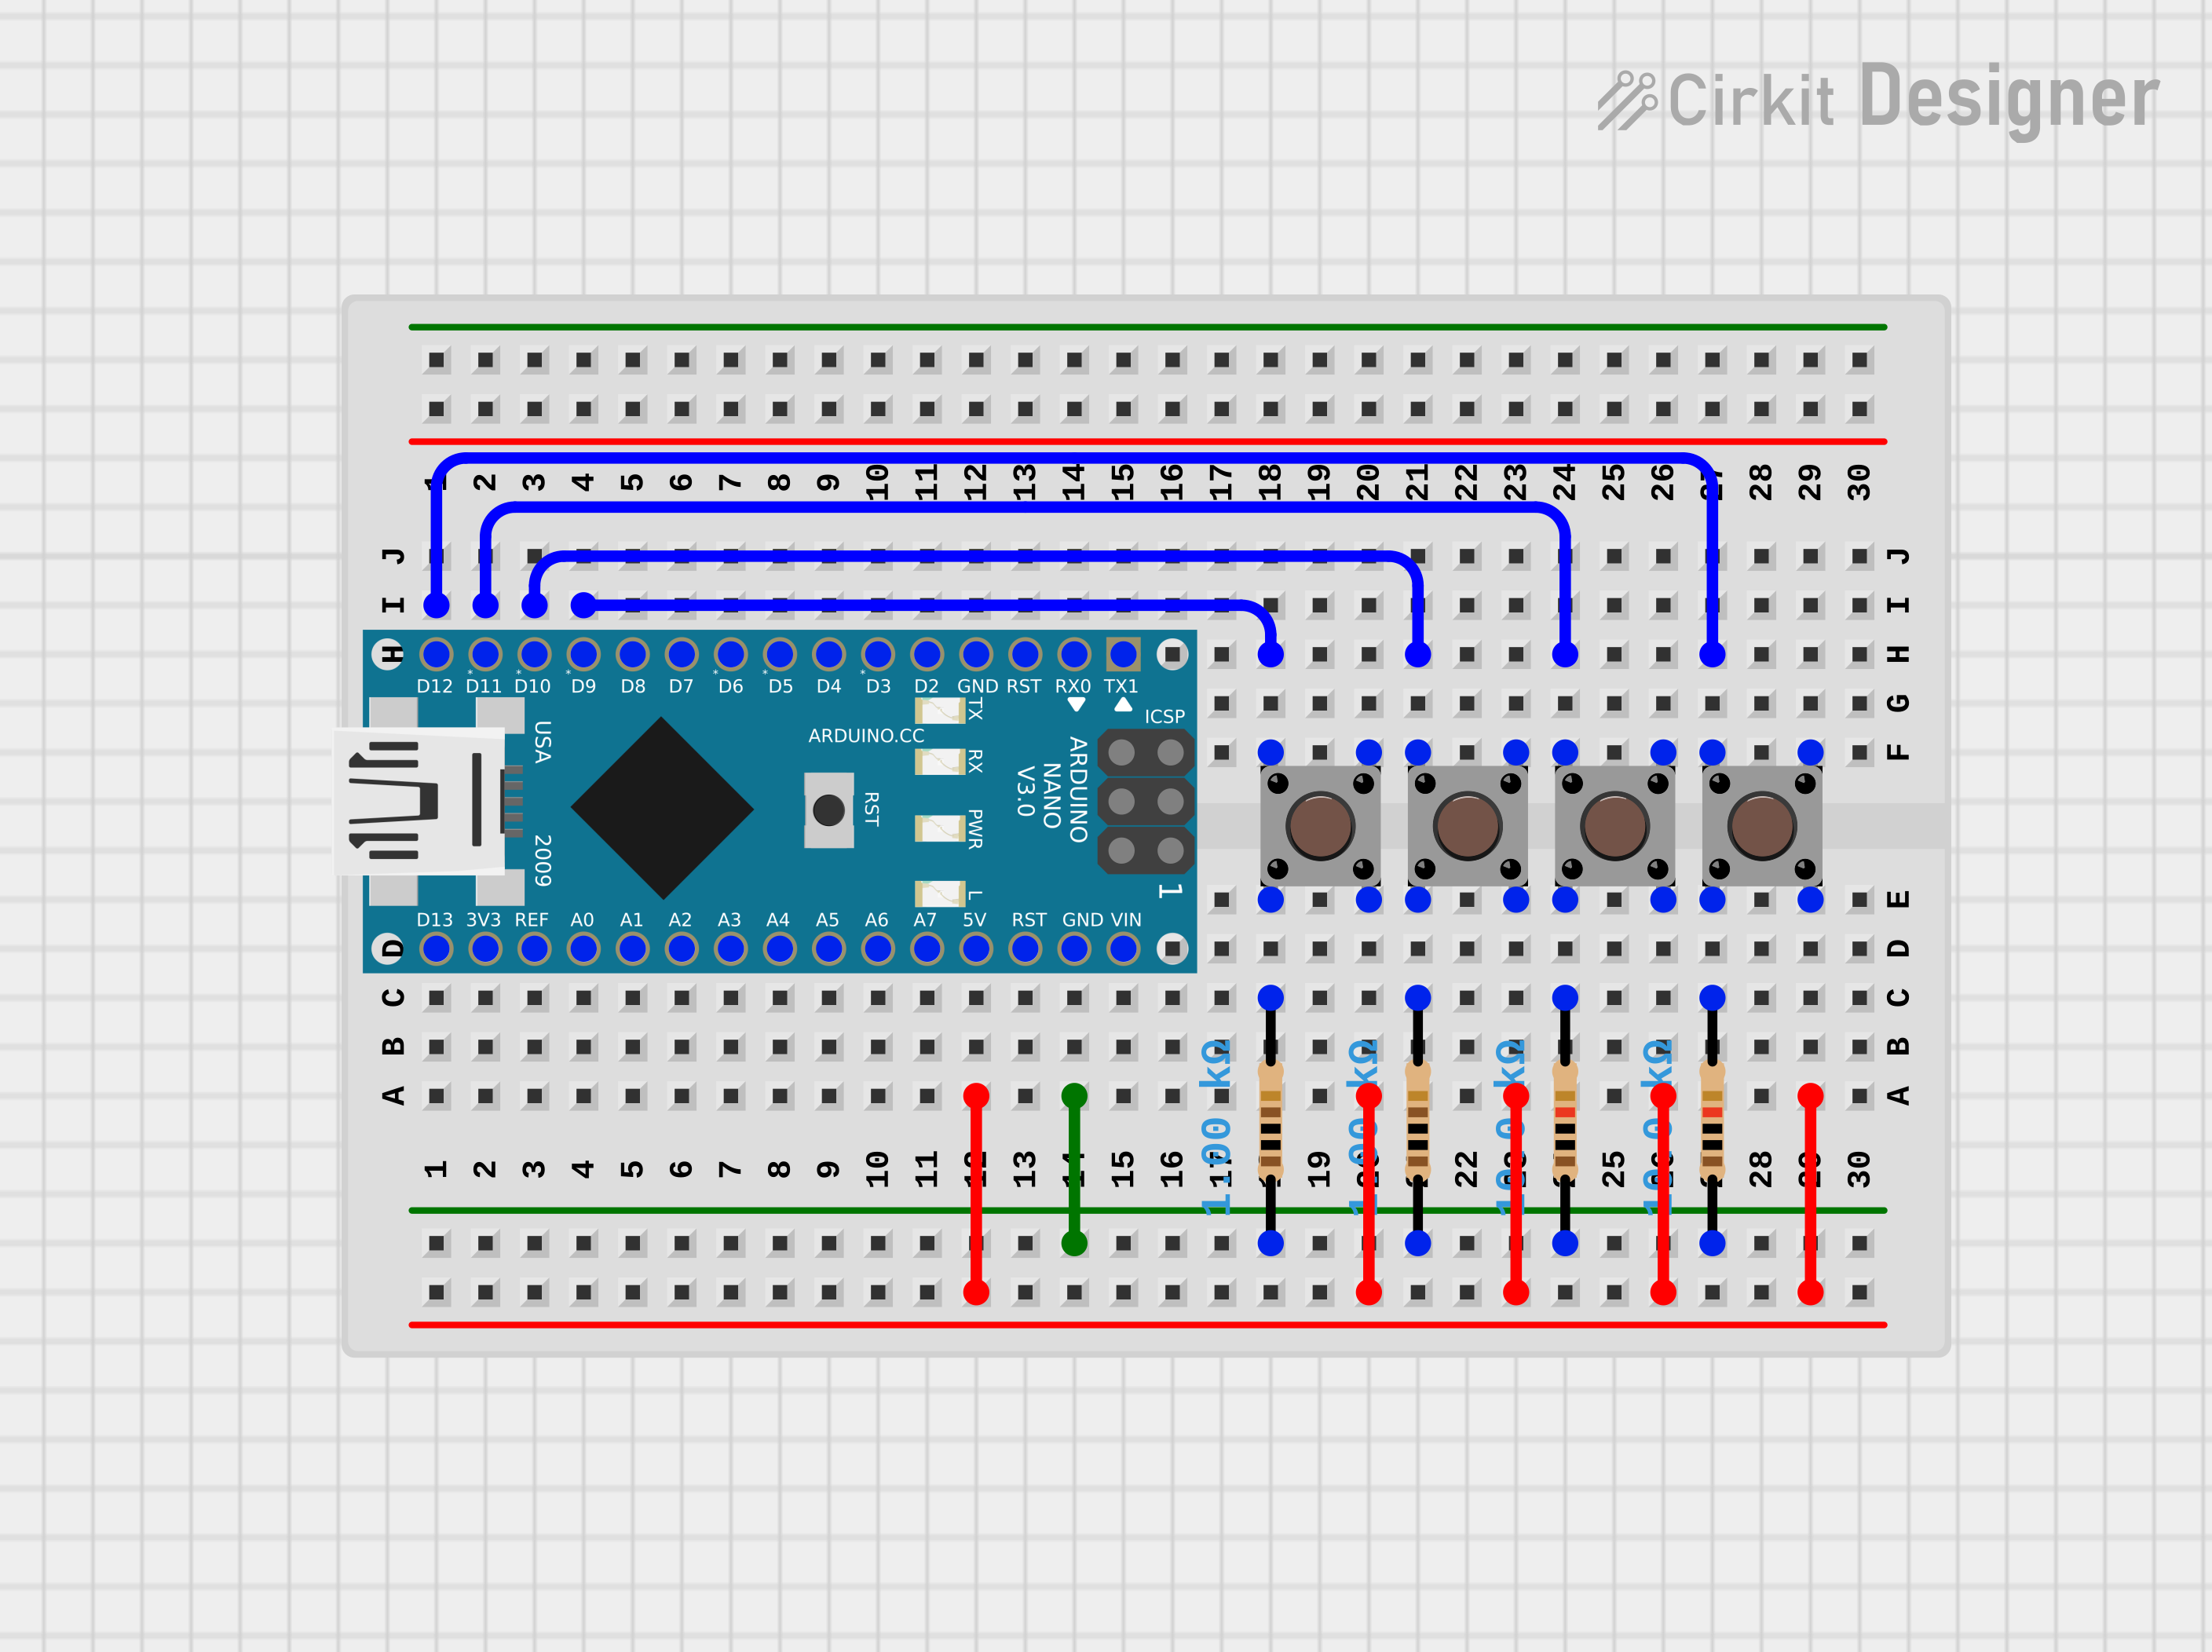 Cirkit Designer
1 2 3 4 5 6 7 8 9 10 11 12 13 14 15 16 17 18 19 20 21 22 23 24 25 26 27 28 29 30
J J
I I
H H
D12 D11 D10 D9 D8 D7 D6 D5 D4 D3 D2 GND RST RX0 TX1
G
TX
ICSP
USA
ARDUINO.CC
RX
ARDUINO
NANO
V3.0
F
RST
PWR
2009
L
1
E
D13 3V3 REF A0 A1 A2 A3 A4 A5 A6 A7 5V RST GND VIN
D D
C C
B B
A A
1.00 kΩ
1.00 kΩ
10.0 kΩ
10.0 kΩ
1 2 3 4 5 6 7 8 9 10 11 12 13 14 15 16 17 19 20 22 23 25 26 28 29 30